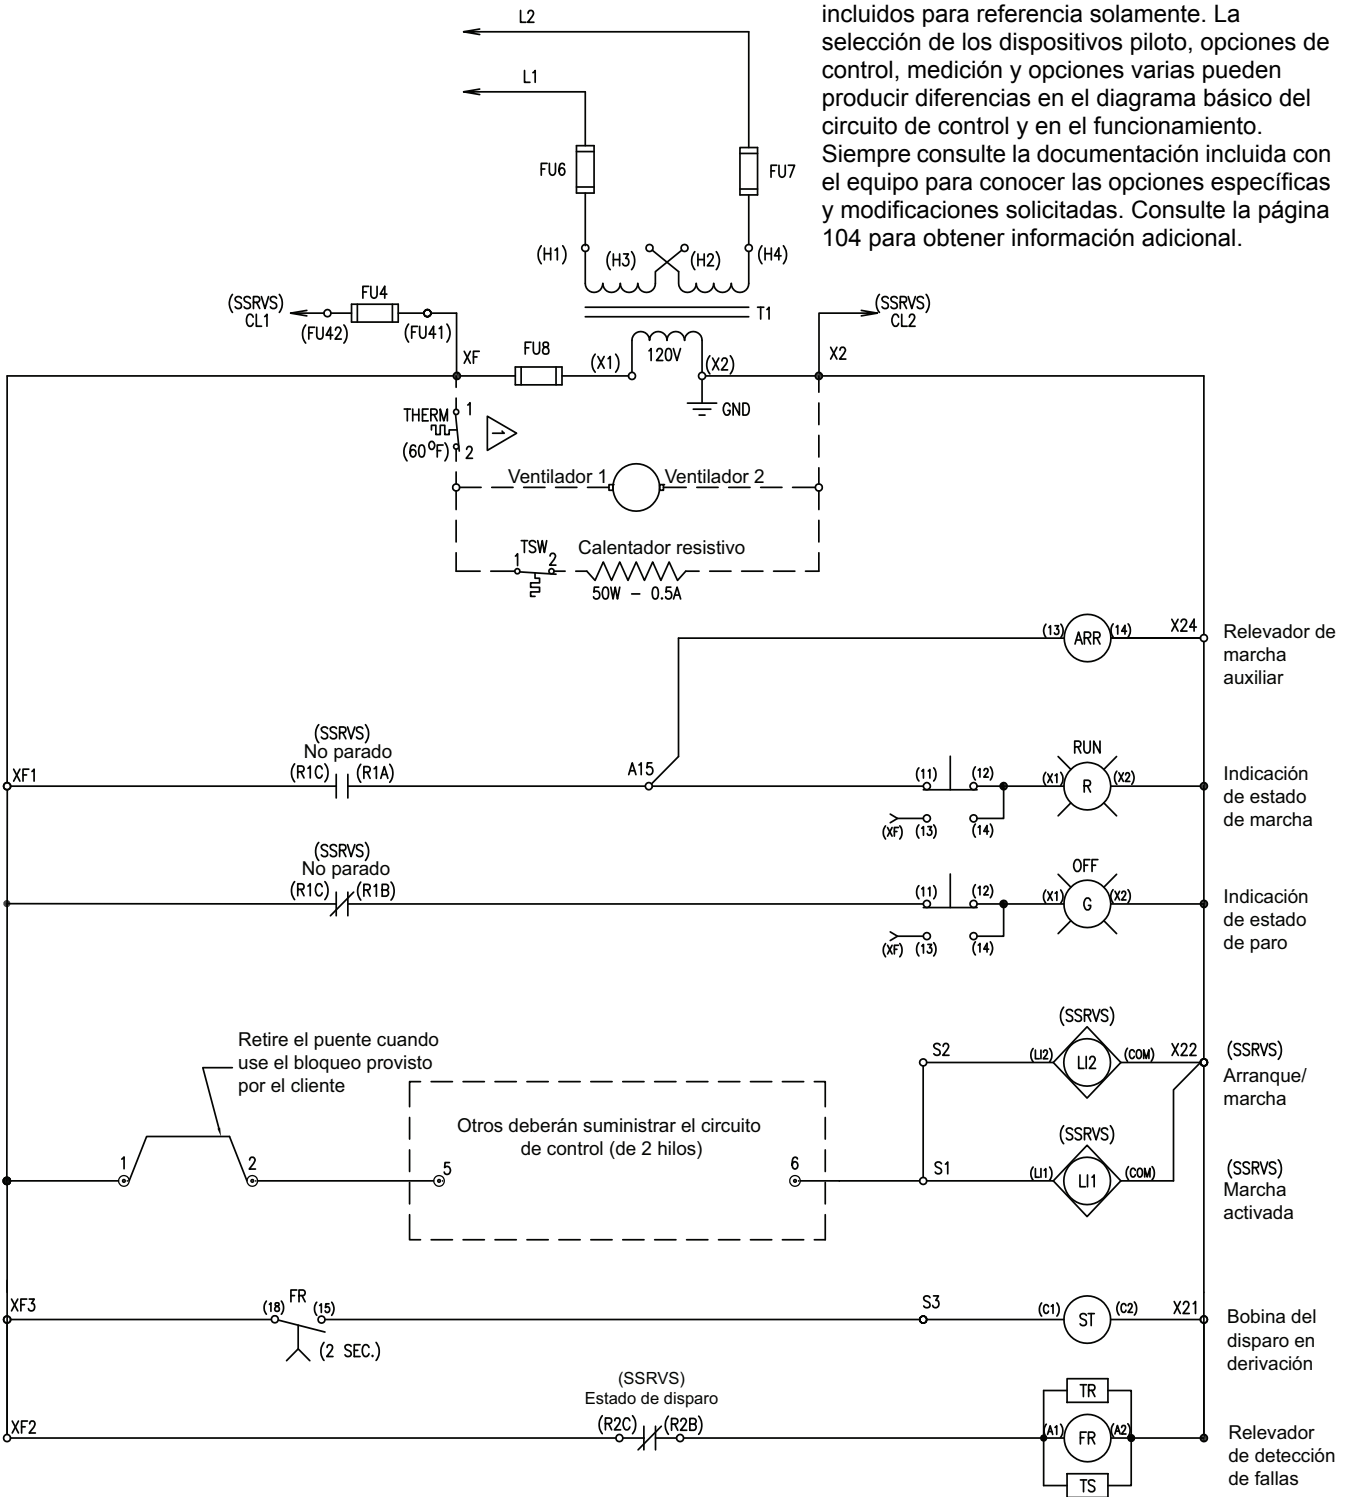 incluidos para referencia solamente. La
selección de los dispositivos piloto, opciones de
control, medición y opciones varias pueden
producir diferencias en el diagrama básico del
circuito de control y en el funcionamiento.
Siempre consulte la documentación incluida con
el equipo para conocer las opciones específicas
y modificaciones solicitadas. Consulte la página
104 para obtener información adicional.
L2
L1
FU6
FU7
(H1) (H3) (H2) (H4)
T1
(SSRVS)
CL1
FU4
(FU42) (FU41)
(SSRVS)
CL2
XF
FU8
(X1) 120V (X2)
X2
GND
THERM 1
(60°F) 2
1
Ventilador 1 Ventilador 2
TSW
1 2
Calentador resistivo
50W – 0.5A
(13) ARR (14) X24
Relevador de
marcha
auxiliar
(SSRVS)
No parado
XF1 (R1C) (R1A) A15
(11) (12)
(XF) (13) (14)
RUN
(X1) R (X2)
Indicación
de estado
de marcha
(SSRVS)
No parado
(R1C) (R1B)
(11) (12)
(XF) (13) (14)
OFF
(X1) G (X2)
Indicación
de estado
de paro
Retire el puente cuando
use el bloqueo provisto
por el cliente
1 2
Otros deberán suministrar el circuito
de control (de 2 hilos)
5 6
(SSRVS)
S2 (LI2) LI2 (COM) X22
(SSRVS)
Arranque/
marcha
(SSRVS)
S1 (LI1) LI1 (COM)
(SSRVS)
Marcha
activada
XF3 (18) FR (15)
(2 SEC.)
S3 (C1) ST (C2) X21
Bobina del
disparo en
derivación
(SSRVS)
Estado de disparo
XF2 (R2C) (R2B)
TR
(A1) FR (A2)
TS
Relevador
de detección
de fallas